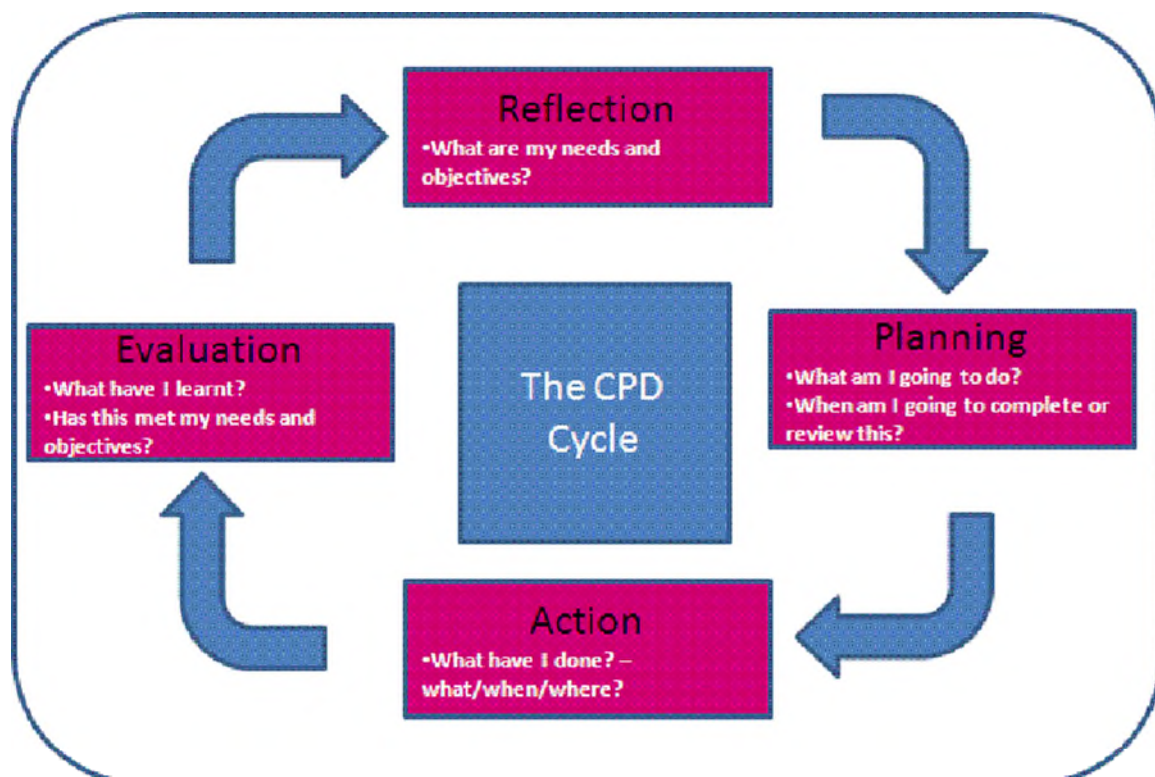 Reflection
•What are my needs and
objectives?
Evaluation
•What have I learnt?
•Has this met my needs and
objectives?
The CPD
Cycle
Planning
•What am I going to do?
•When am I going to complete or
review this?
Action
•What have I done? –
what/when/where?